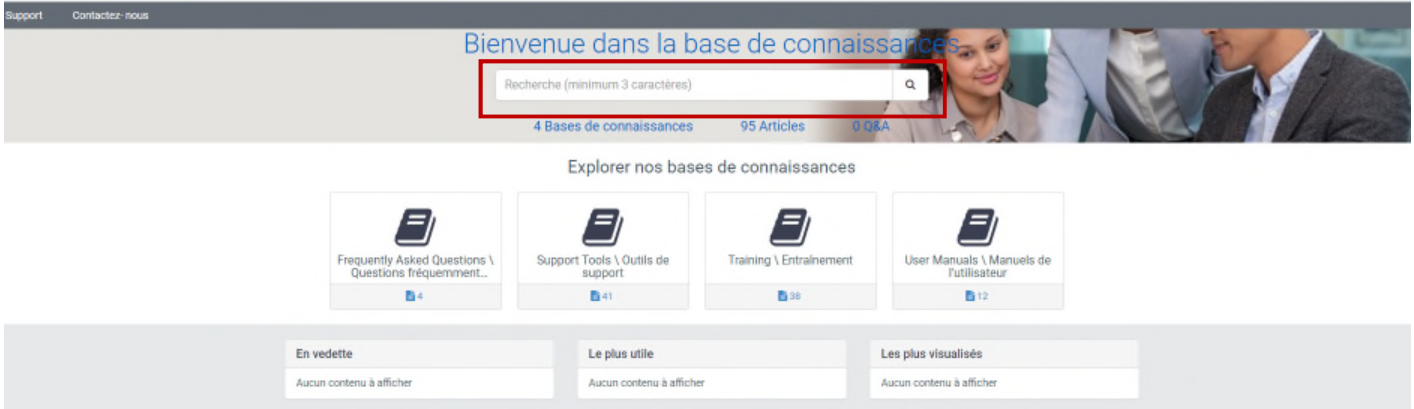 Support Contactez-nous
Bienvenue dans la base de connaissances
Recherche (minimum 3 caractères)
4 Bases de connaissances 95 Articles 0 Q&A
Explorer nos bases de connaissances
Frequently Asked Questions \
Questions fréquemment...
4
Support Tools \ Outils de
support
41
Training \ Entraînement
38
User Manuals \ Manuels de
l'utilisateur
12
En vedette
Aucun contenu à afficher
Le plus utile
Aucun contenu à afficher
Les plus visualisés
Aucun contenu à afficher